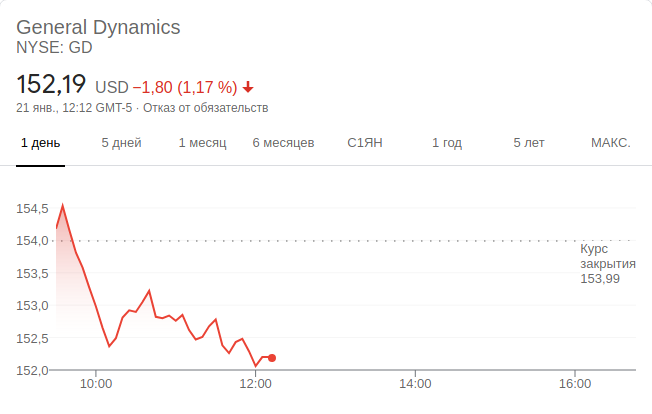 General Dynamics
NYSE: GD
152,19 USD −1,80 (1,17 %)
21 янв., 12:12 GMT-5 · Отказ от обязательств
1 день 5 дней 1 месяц 6 месяцев С1ЯН 1 год 5 лет МАКС.
154,5
154,0
Курс
закрытия
153,99
153,5
153,0
152,5
152,0
10:00 12:00 14:00 16:00